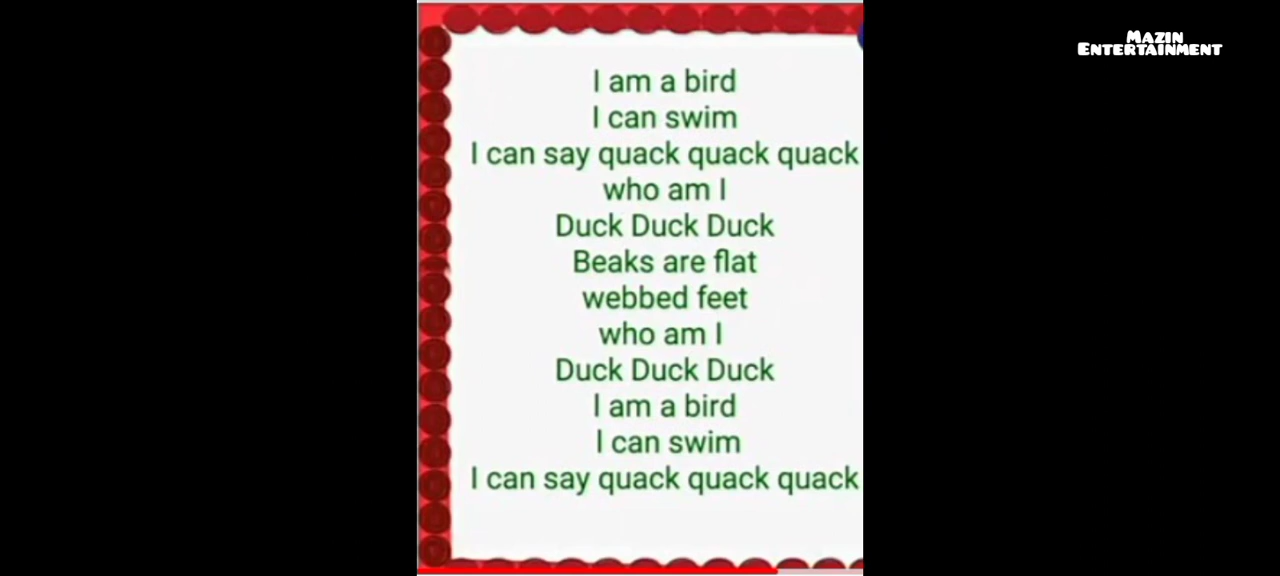 I am a bird
I can swim
I can say quack quack quack
who am I
Duck Duck Duck
Beaks are flat
webbed feet
who am I
Duck Duck Duck
I am a bird
I can swim
I can say quack quack quack
MAZIN
ENTERTAINMENT